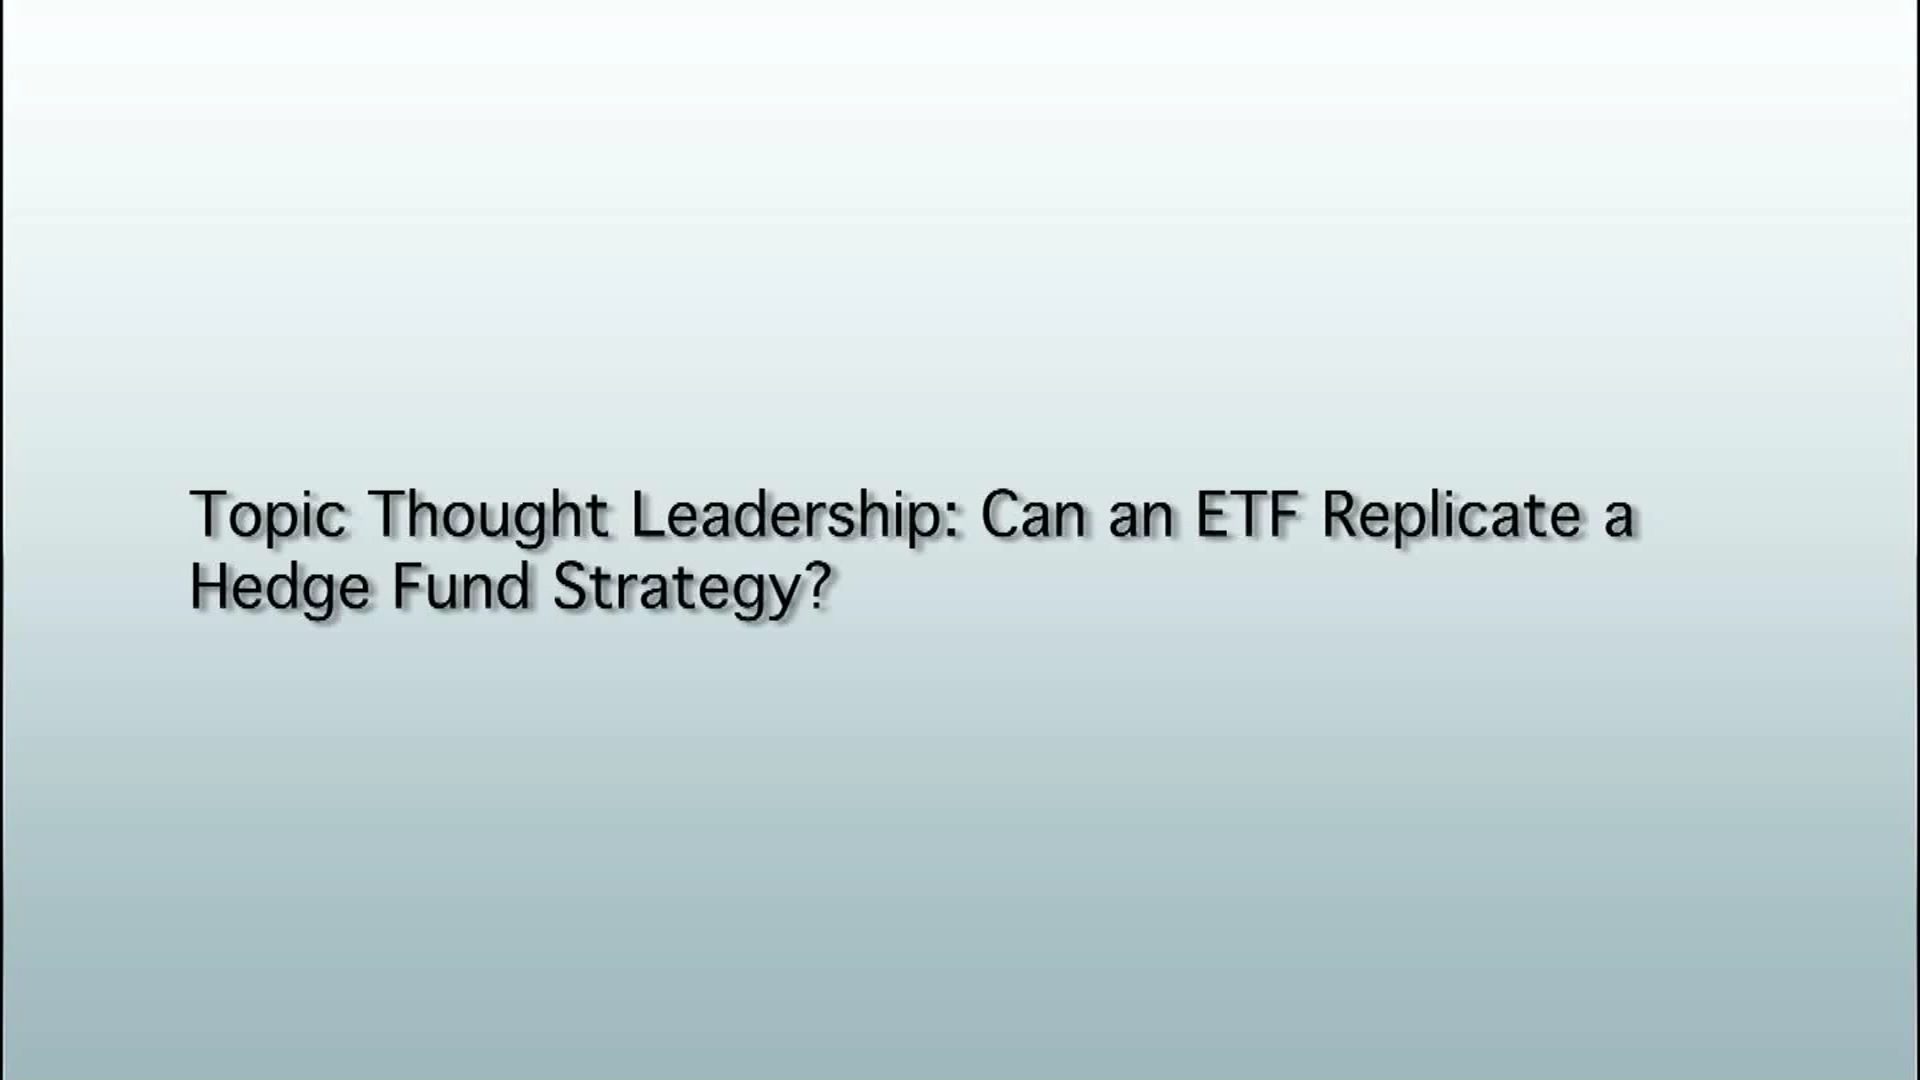 Topic Thought Leadership: Can an ETF Replicate a
Hedge Fund Strategy?